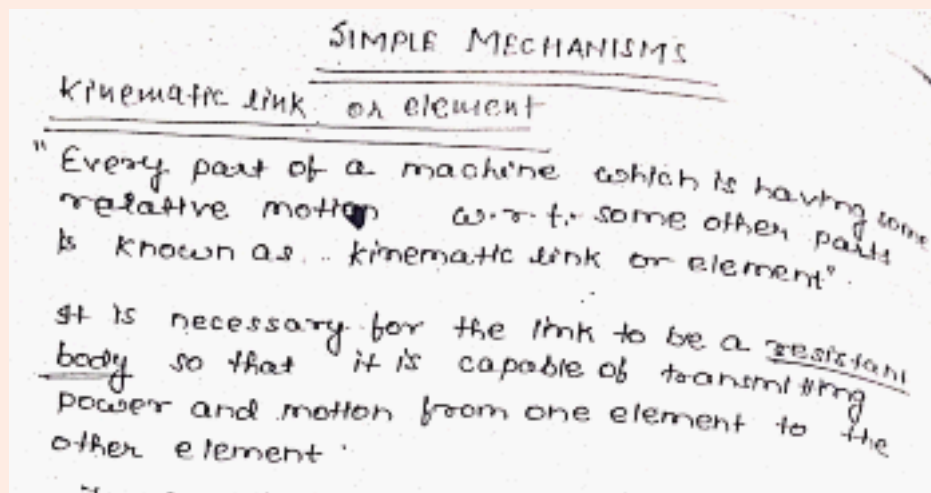 SIMPLE MECHANISMS
Kinematic link or element
"Every part of a machine which is having some
relative motion w.r.t. some other parts
is known as kinematic link or element".
It is necessary for the link to be a resistant
body so that it is capable of transmitting
power and motion from one element to the
other element.